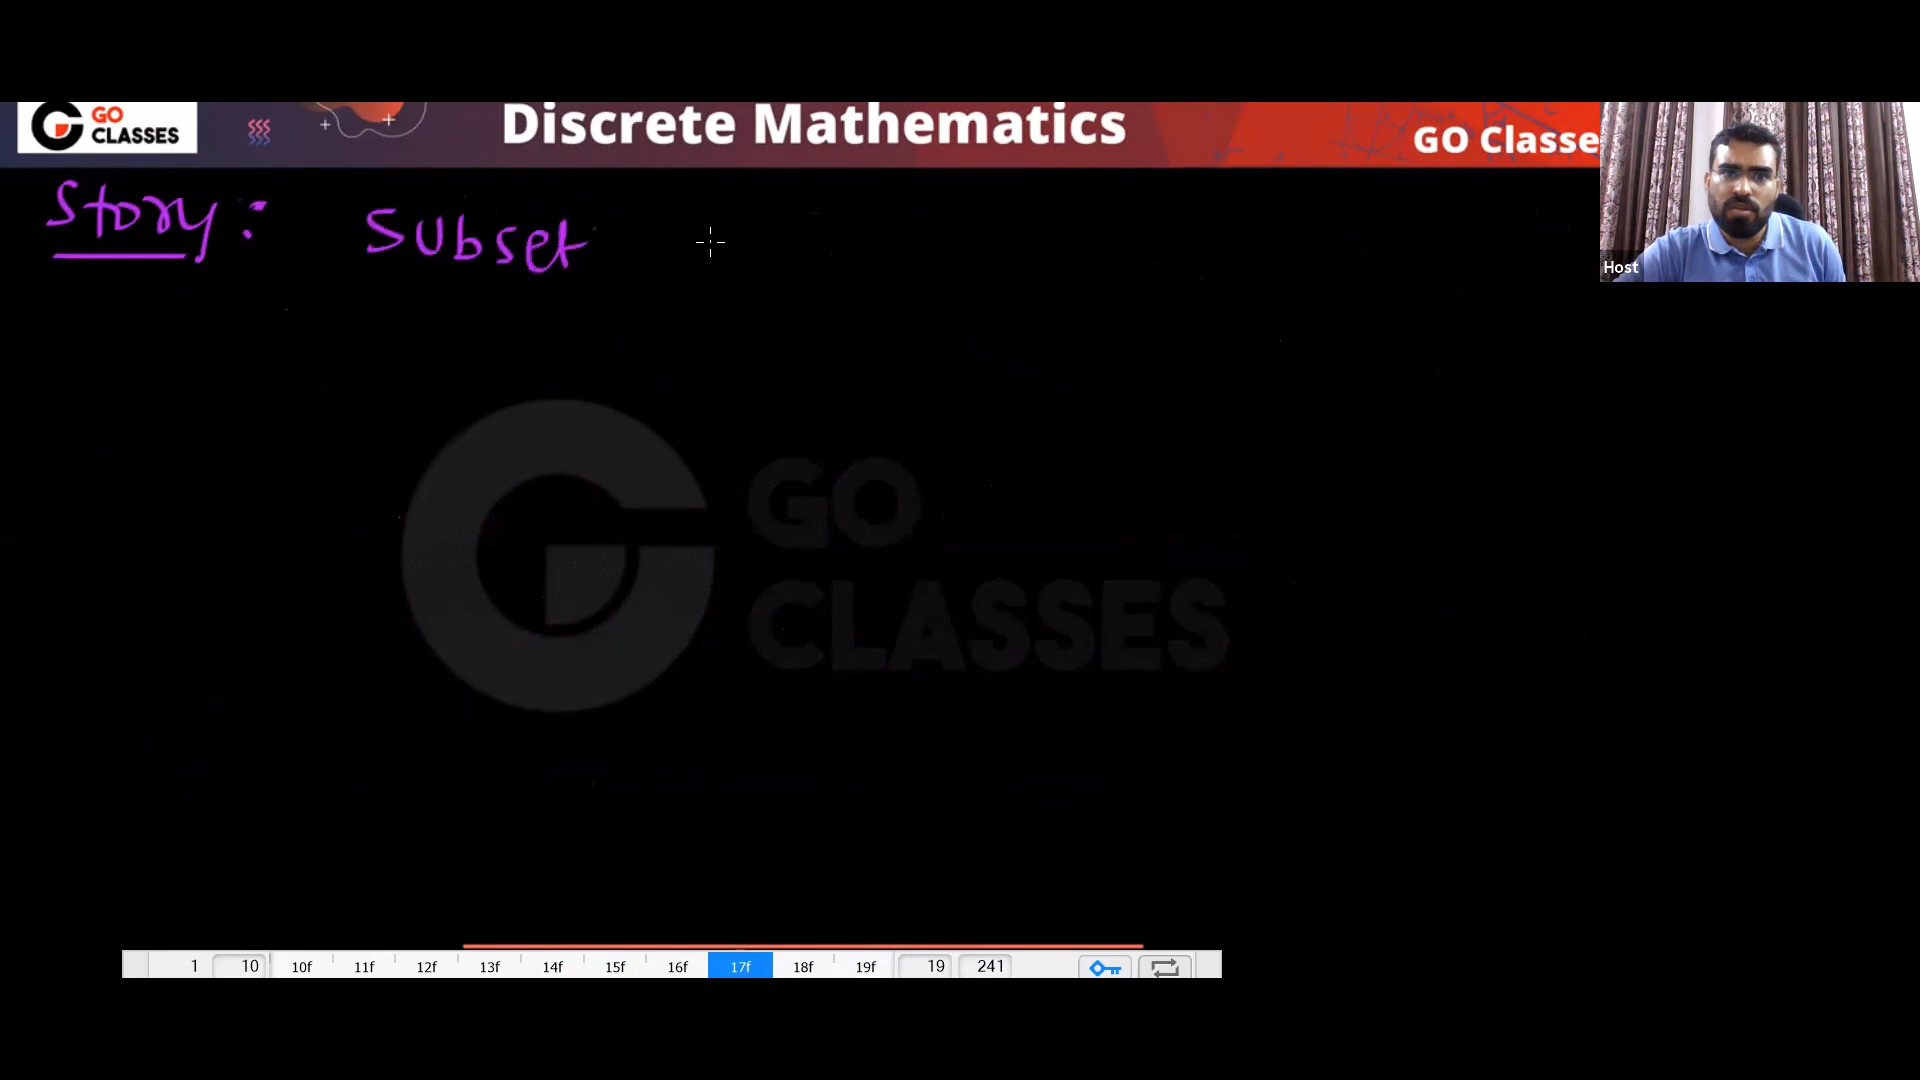 GO
CLASSES
Discrete Mathematics
GO Classe
Story : Subset
Host
GO
CLASSES
1 10 10f 11f 12f 13f 14f 15f 16f 17f 18f 19f 19 241